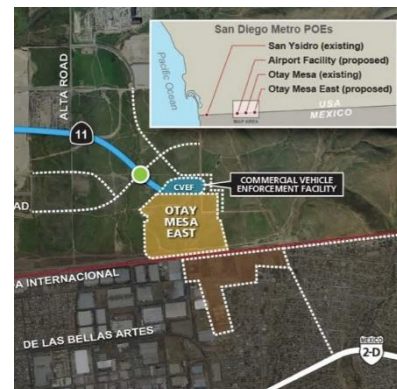 San Diego Metro POEs
San Ysidro (existing)
Airport Facility (proposed)
Otay Mesa (existing)
Otay Mesa East (proposed)
Pacific Ocean
USA
MEXICO
MAP AREA
ALTA ROAD
11
CVEF
COMMERCIAL VEHICLE
ENFORCEMENT FACILITY
AD
OTAY
MESA
EAST
A INTERNACIONAL
DE LAS BELLAS ARTES
MEXICO
2-D